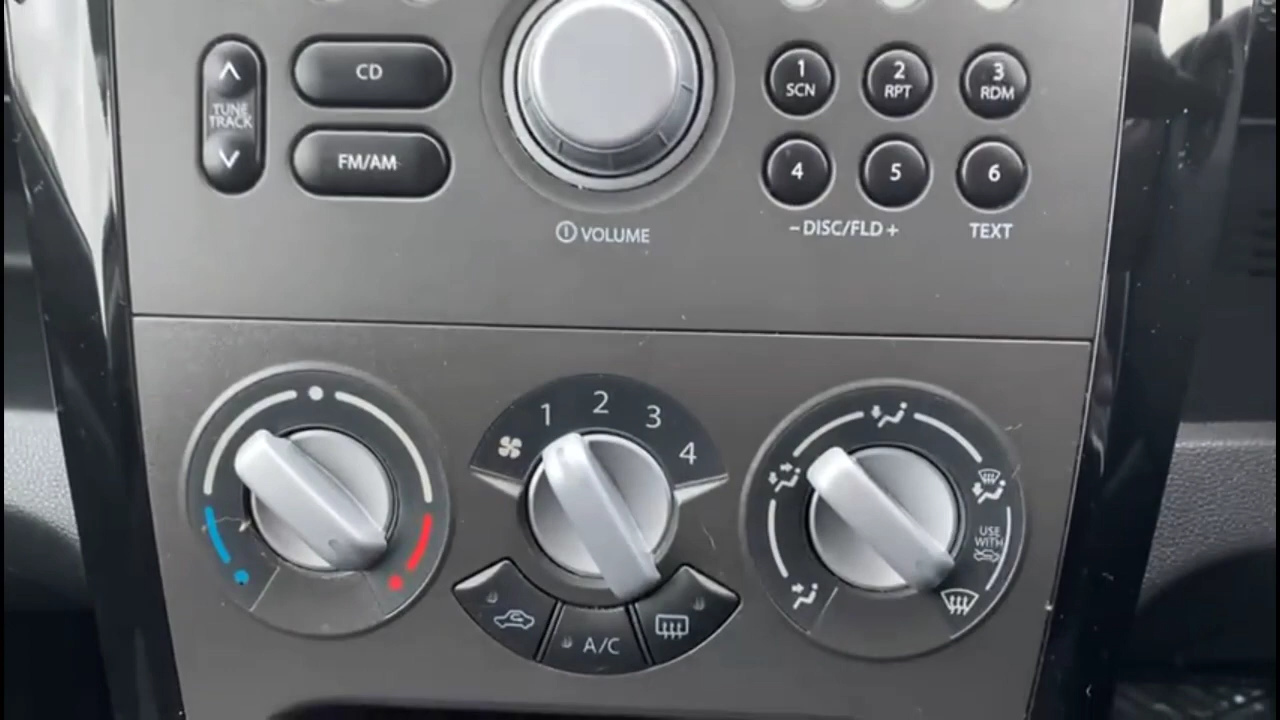 TUNE
TRACK
CD
FM/AM
VOLUME
1
SCN
2
RPT
3
RDM
4
5
6
-DISC/FLD+
TEXT
1
2
3
4
A/C
USE
WITH